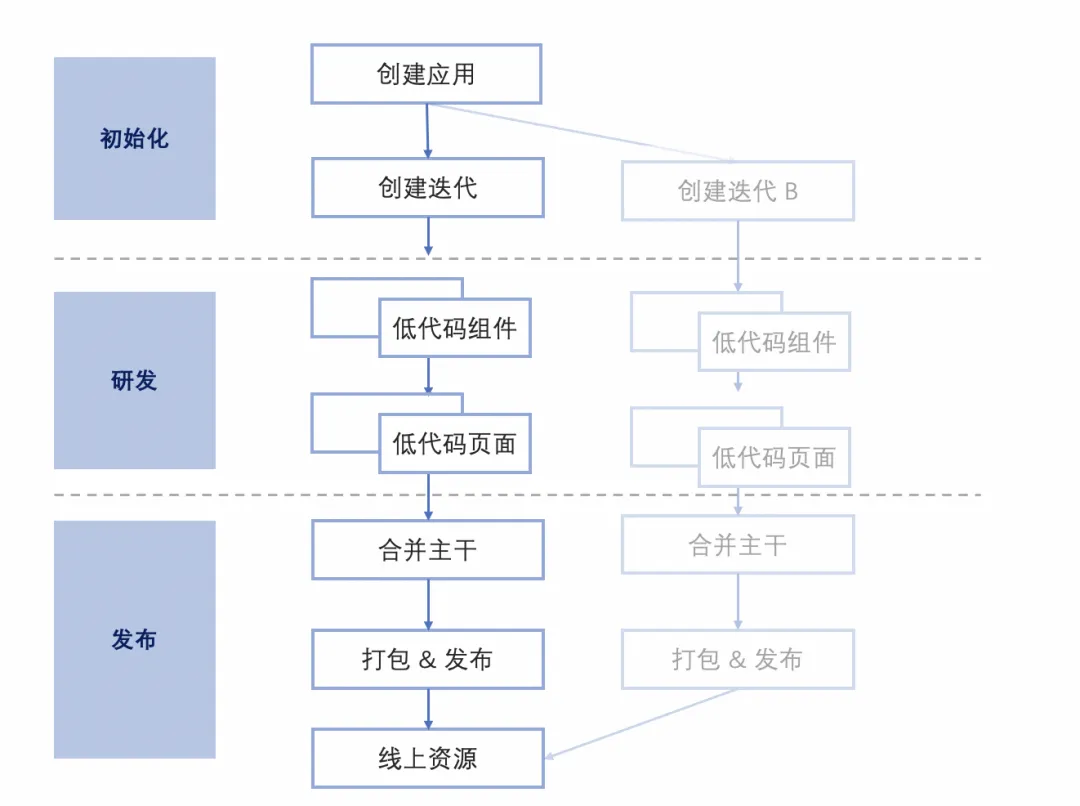 初始化
创建应用
创建迭代
创建迭代 B
研发
低代码组件
低代码组件
低代码页面
低代码页面
发布
合并主干
合并主干
打包 & 发布
打包 & 发布
线上资源